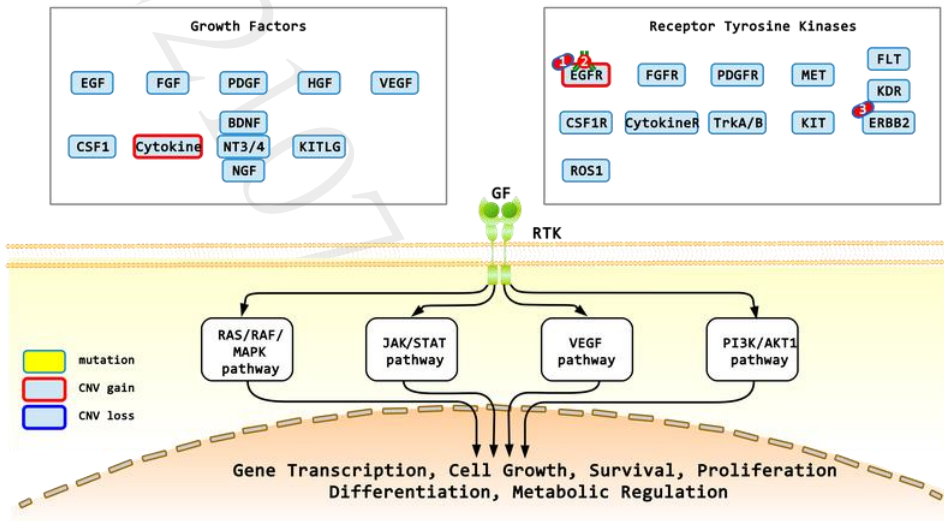 Growth Factors
EGF
FGF
PDGF
HGF
VEGF
BDNF
CSF1
Cytokine
NT3/4
KITLG
NGF
Receptor Tyrosine Kinases
1
2
EGFR
FGFR
PDGFR
MET
FLT
KDR
3
CSF1R
CytokineR
TrkA/B
KIT
ERBB2
ROS1
GF
RTK
RAS/RAF/
MAPK
pathway
JAK/STAT
pathway
VEGF
pathway
PI3K/AKT1
pathway
mutation
CNV gain
CNV loss
Gene Transcription, Cell Growth, Survival, Proliferation
Differentiation, Metabolic Regulation